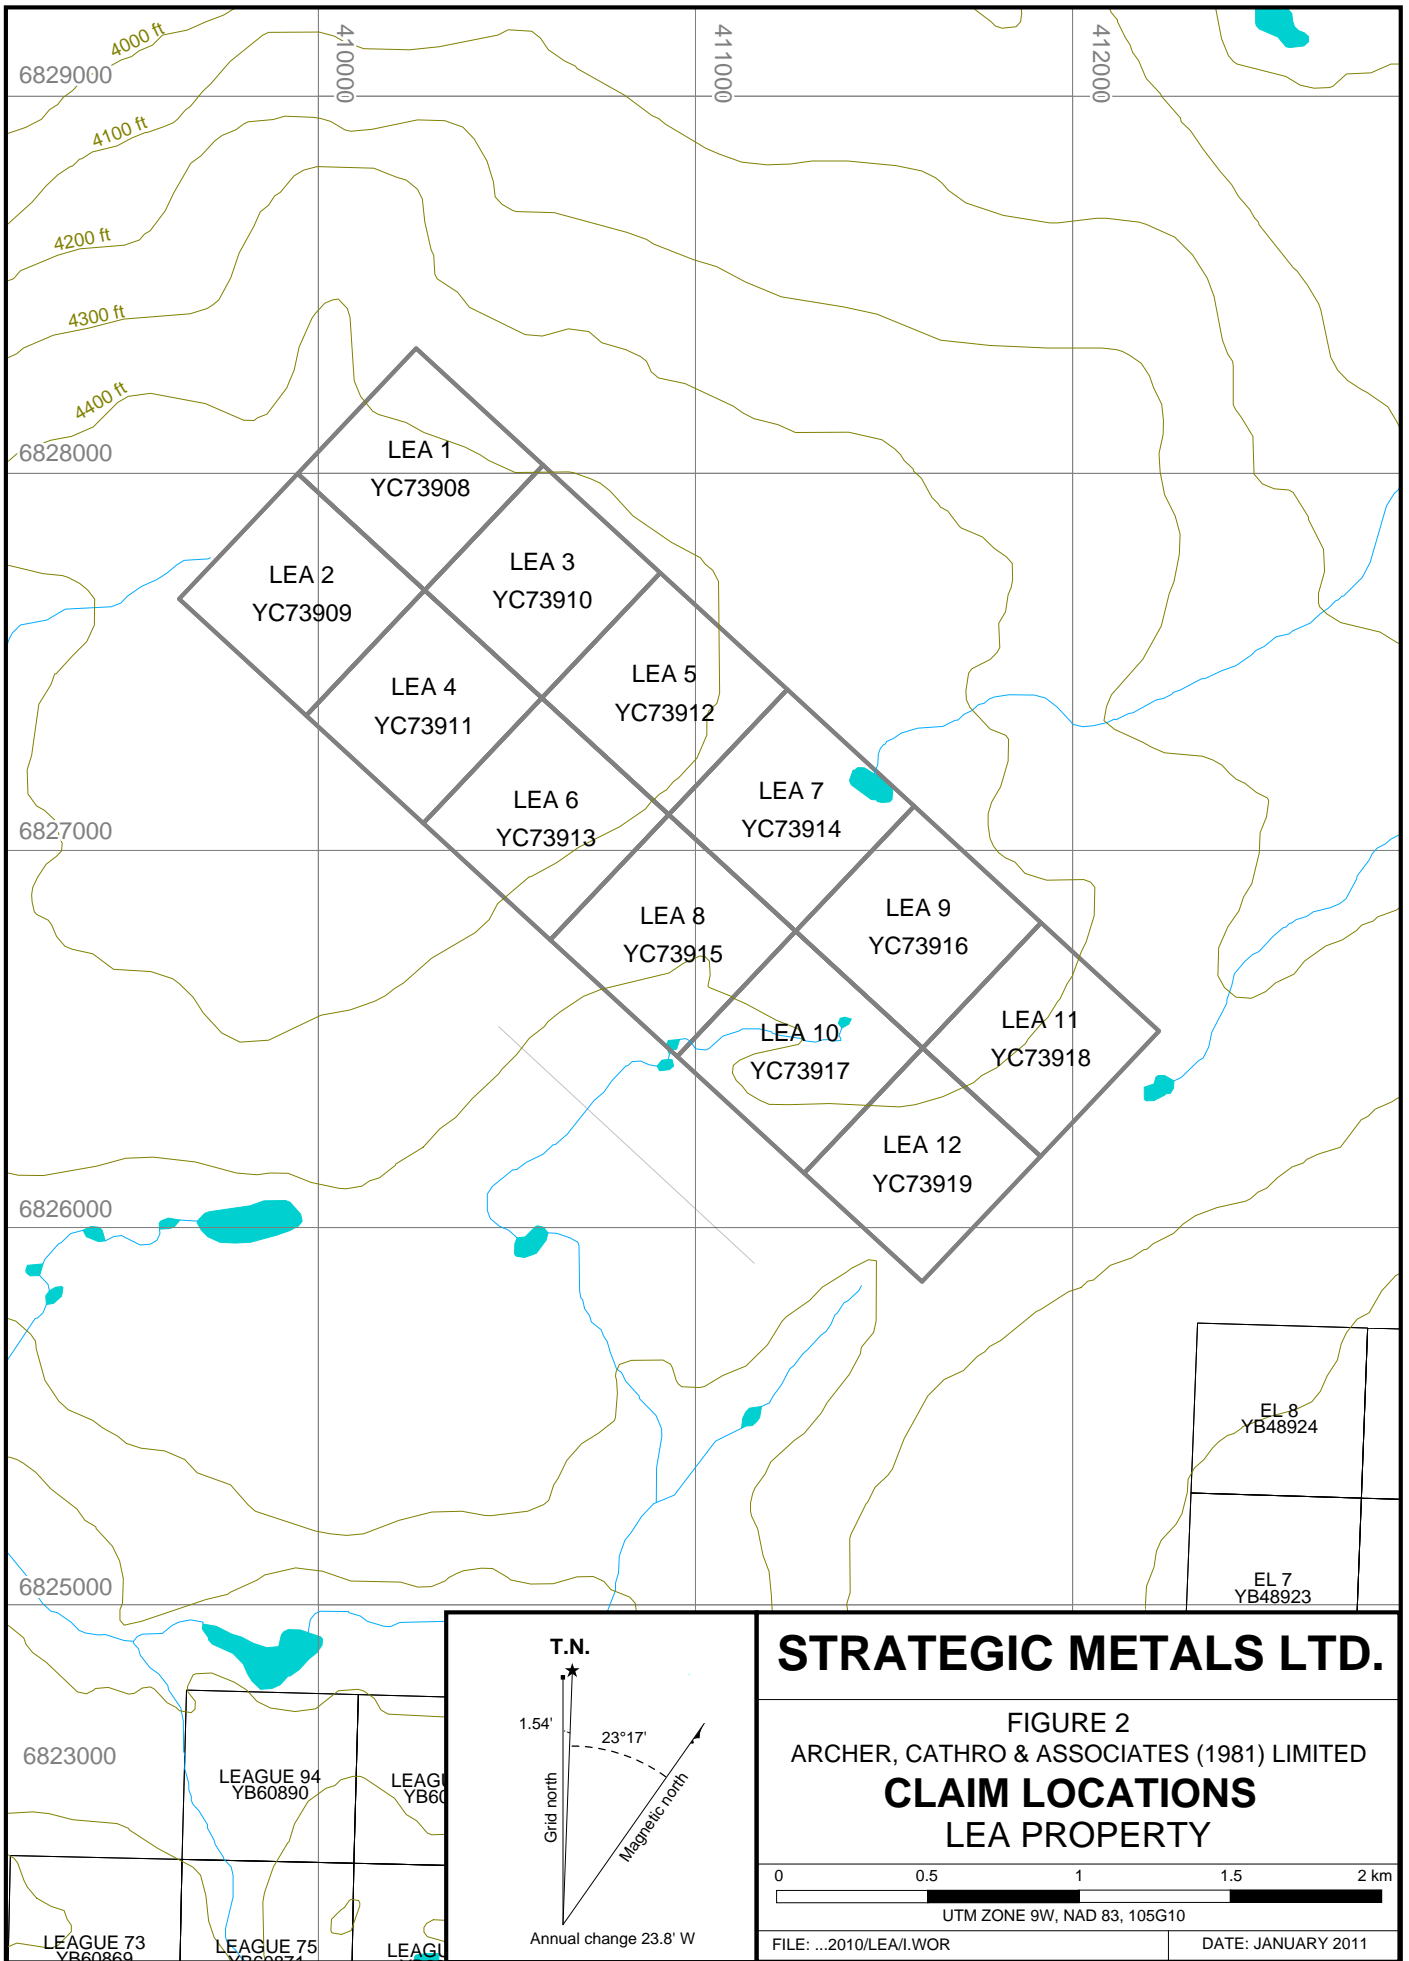 4000 ft
410000
411000
412000
6829000
4100 ft
4200 ft
4300 ft
4400 ft
6828000
LEA 1
YC73908
LEA 2
YC73909
LEA 3
YC73910
LEA 4
YC73911
LEA 5
YC73912
LEA 6
YC73913
6827000
LEA 7
YC73914
LEA 8
YC73915
LEA 9
YC73916
LEA 10
YC73917
LEA 11
YC73918
LEA 12
YC73919
6826000
EL 8
YB48924
EL 7
YB48923
6825000
6823000
LEAGUE 94
YB60890
LEAGU
YB60
LEAGUE 73
YB60869
LEAGUE 75
YB60871
LEAGU
T.N.
1.54'
23°17'
Grid north
Magnetic north
Annual change 23.8' W
STRATEGIC METALS LTD.
FIGURE 2
ARCHER, CATHRO & ASSOCIATES (1981) LIMITED
CLAIM LOCATIONS
LEA PROPERTY
0 0.5 1 1.5 2 km
UTM ZONE 9W, NAD 83, 105G10
FILE: ...2010/LEA/I.WOR
DATE: JANUARY 2011